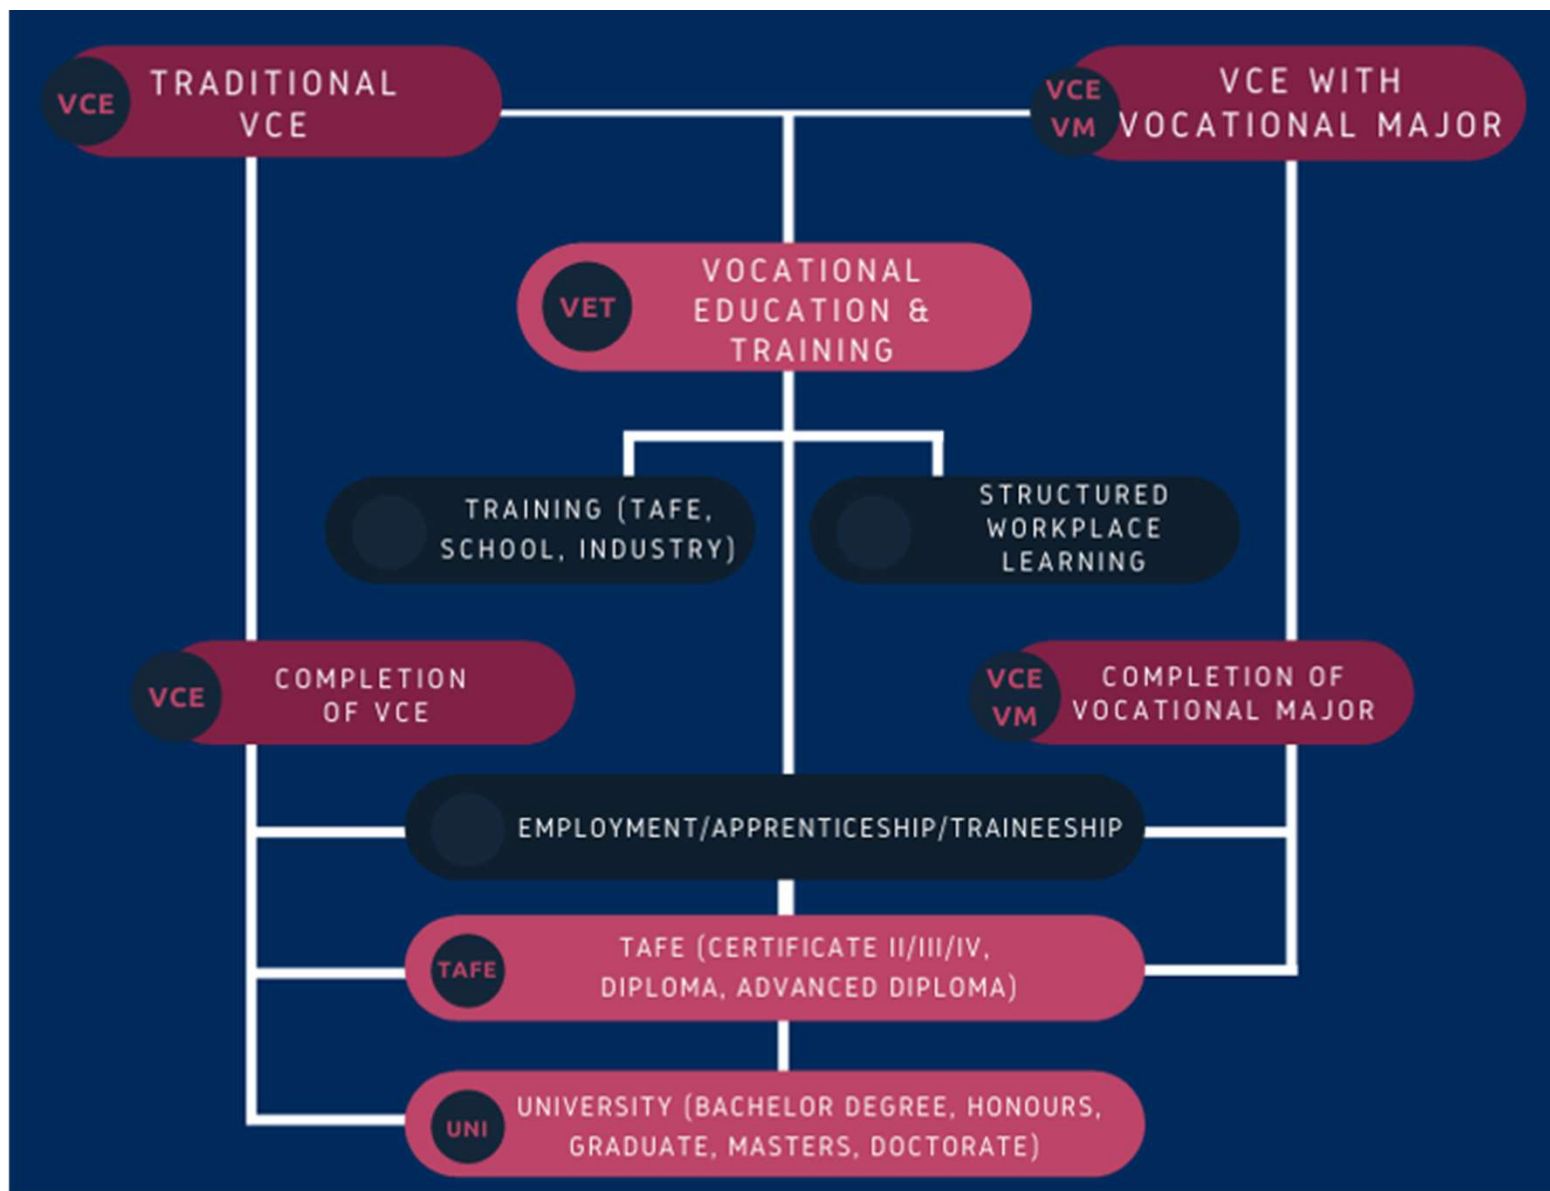 VCE
TRADITIONAL
VCE
VCE
VM
VCE WITH
VOCATIONAL MAJOR
VET
VOCATIONAL
EDUCATION &
TRAINING
TRAINING (TAFE,
SCHOOL, INDUSTRY)
STRUCTURED
WORKPLACE
LEARNING
VCE
COMPLETION
OF VCE
VCE
VM
COMPLETION OF
VOCATIONAL MAJOR
EMPLOYMENT/APPRENTICESHIP/TRAINEESHIP
TAFE
TAFE (CERTIFICATE II/III/IV,
DIPLOMA, ADVANCED DIPLOMA)
UNI
UNIVERSITY (BACHELOR DEGREE, HONOURS,
GRADUATE, MASTERS, DOCTORATE)